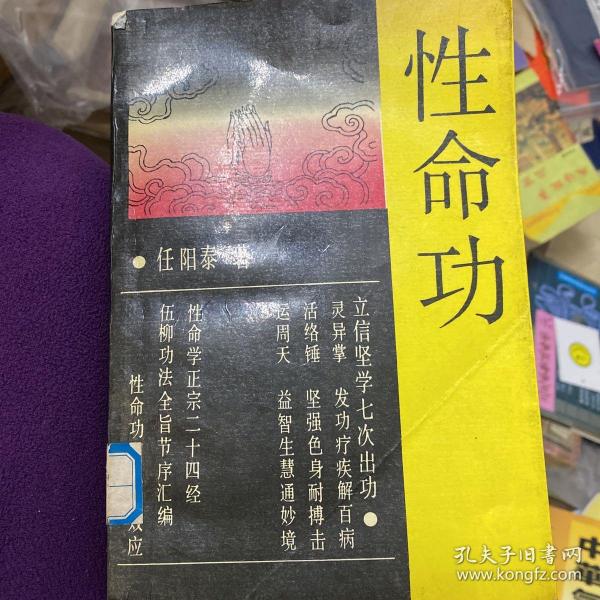 性命功
任阳泰 著
立信坚学七次出功
灵异掌 发功疗疾解百病
活络锤 坚强色身耐搏击
运周天 益智生慧通妙境
性命学正宗二十四经
伍柳功法全旨节序汇编
性命功
效应
孔夫子旧书网
www.kongfz.com